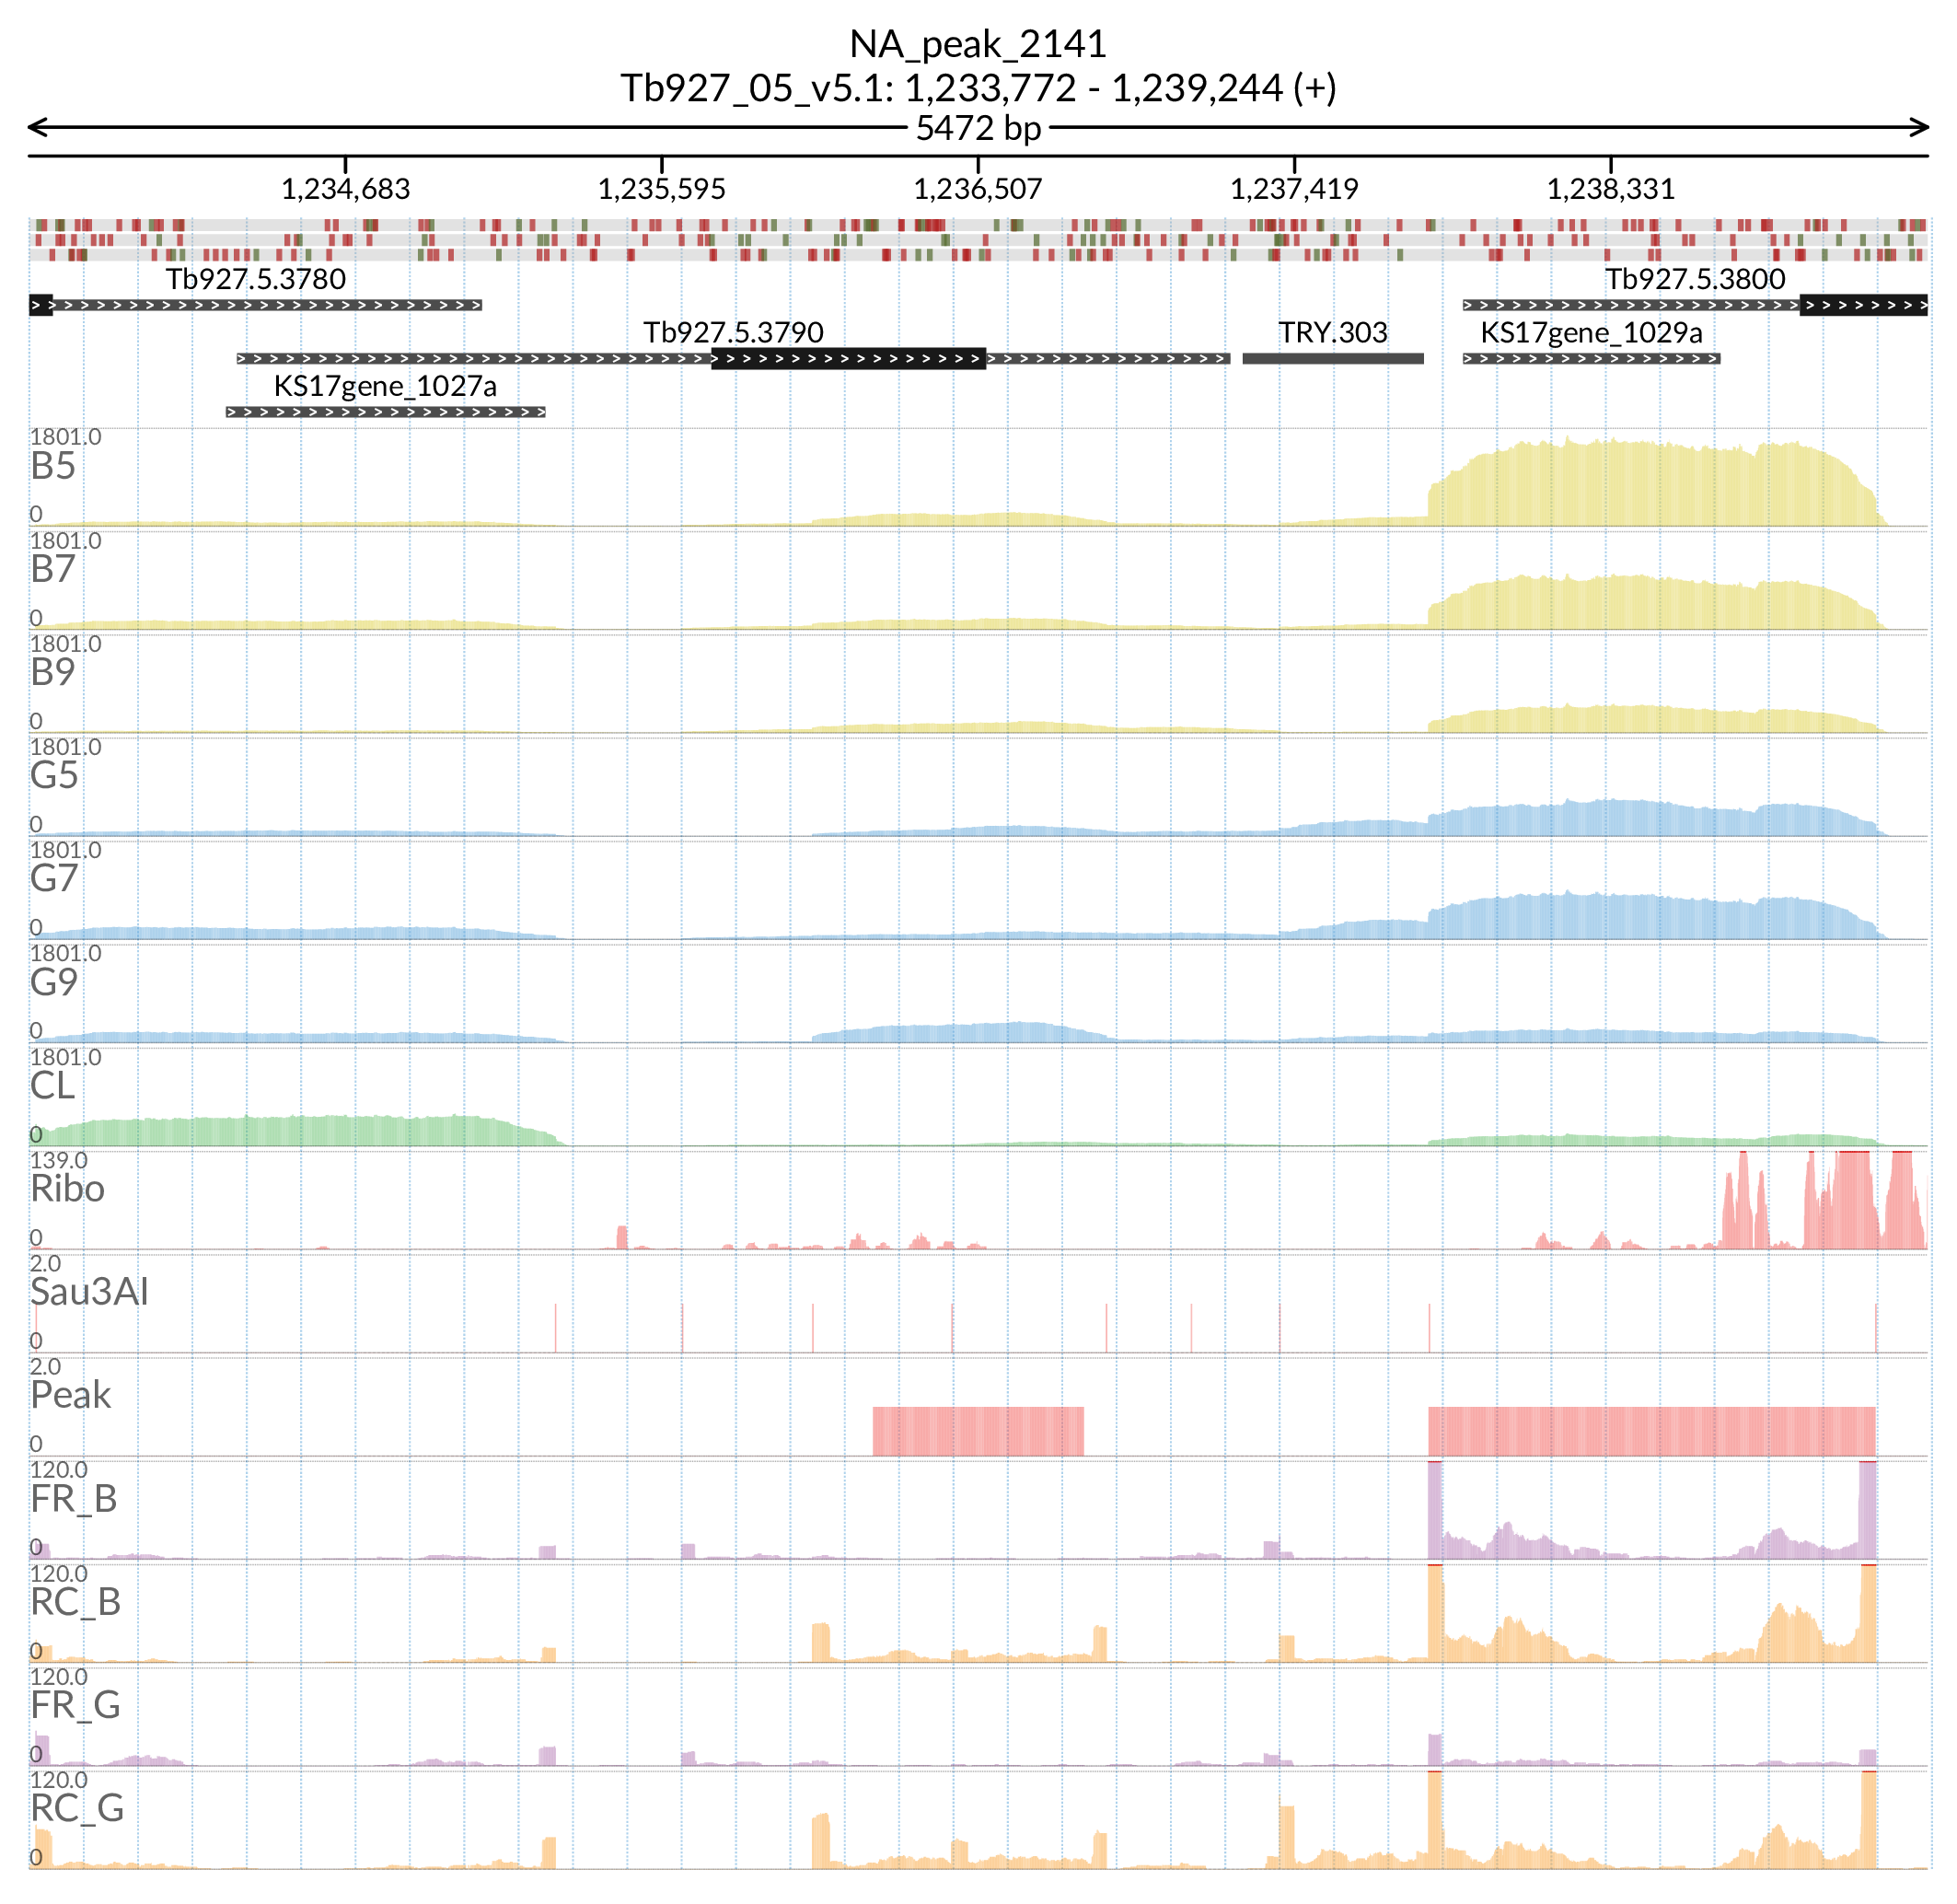 NA_peak_2141
Tb927_05_v5.1: 1,233,772 - 1,239,244 (+)
5472 bp
1,234,683 1,235,595 1,236,507 1,237,419 1,238,331
Tb927.5.3780 Tb927.5.3800
Tb927.5.3790 TRY.303 KS17gene_1029a
KS17gene_1027a
1801.0
B5
0
1801.0
B7
0
1801.0
B9
0
1801.0
G5
0
1801.0
G7
0
1801.0
G9
0
1801.0
CL
0
139.0
Ribo
0
2.0
Sau3AI
0
2.0
Peak
0
120.0
FR_B
0
120.0
RC_B
0
120.0
FR_G
0
120.0
RC_G
0